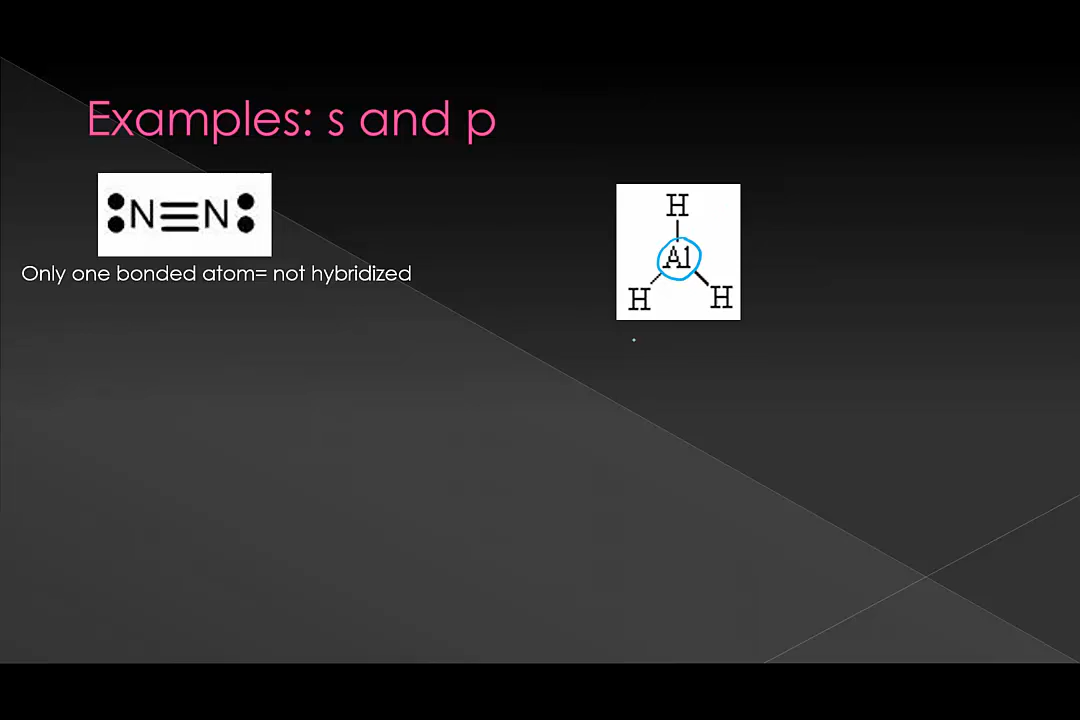 Examples: s and p
:N≡N:
Only one bonded atom= not hybridized
H
Al
H H